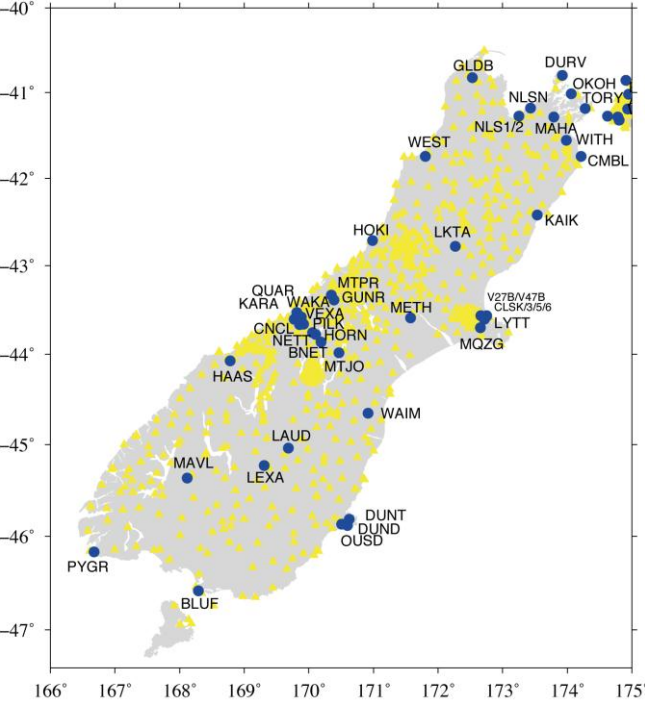 −40°
GLDB
DURV
OKOH
−41°
NLSN
TORY
NLS1/2
MAHA
WITH
WEST
CMBL
−42°
KAIK
HOKI
LKTA
−43°
MTPR
QUAR
GUNR
KARA
WAKA
METH
V27B/V47B
CLSK/3/5/6
VEXA
CNCL
PILK
LYTT
NETT
HORN
MQZG
BNET
−44°
MTJO
HAAS
WAIM
LAUD
−45°
MAVL
LEXA
DUNT
DUND
−46°
OUSD
PYGR
BLUF
−47°
166° 167° 168° 169° 170° 171° 172° 173° 174° 175°